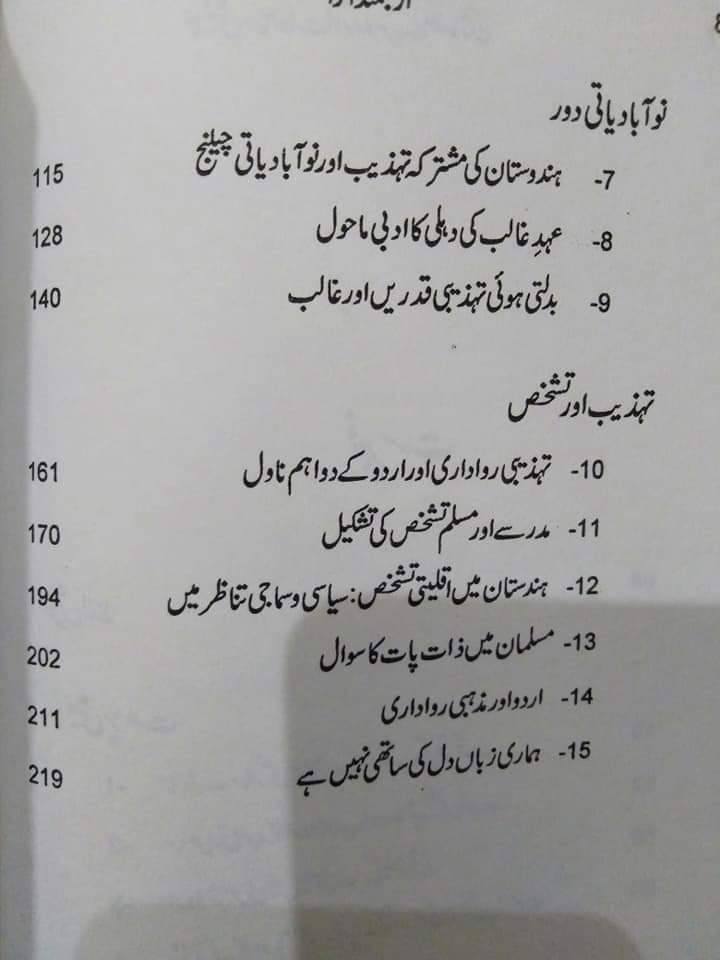 نوآبادیاتی دور
7- ہندوستان کی مشترکہ تہذیب اور نوآبادیاتی چیلنج 115
8- عہدِ غالب کی دہلی کا ادبی ماحول 128
9- بدلتی ہوئی تہذیبی قدریں اور غالب 140
تہذیب اور تشخص
10- تہذیبی رواداری اور اردو کے دو اہم ناول 161
11- مدرسے اور مسلم تشخص کی تشکیل 170
12- ہندستان میں اقلیتی تشخص: سیاسی و سماجی تناظر میں 194
13- مسلمان میں ذات پات کا سوال 202
14- اردو اور مذہبی رواداری 211
15- ہماری زباں دل کی ساتھی نہیں ہے 219